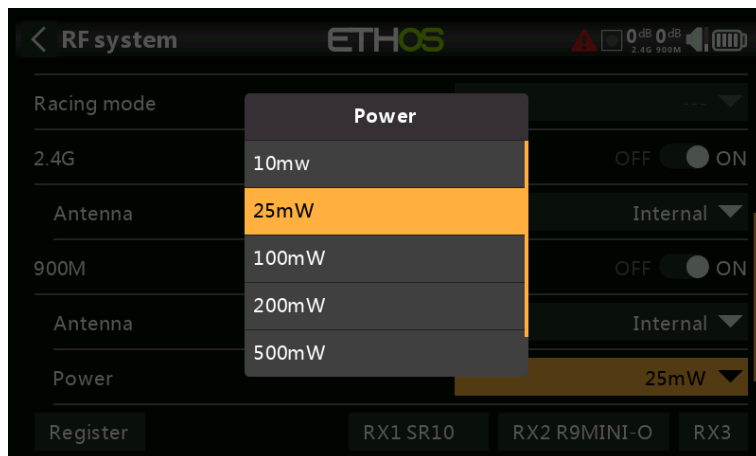 RF system ETHOS 0dB 0dB
2.4G 900M
Racing mode ---
Power
2.4G OFF ON
10mw
25mW
Antenna Internal
100mW
900M OFF ON
200mW
Antenna Internal
500mW
Power 25mW
Register RX1 SR10 RX2 R9MINI-O RX3